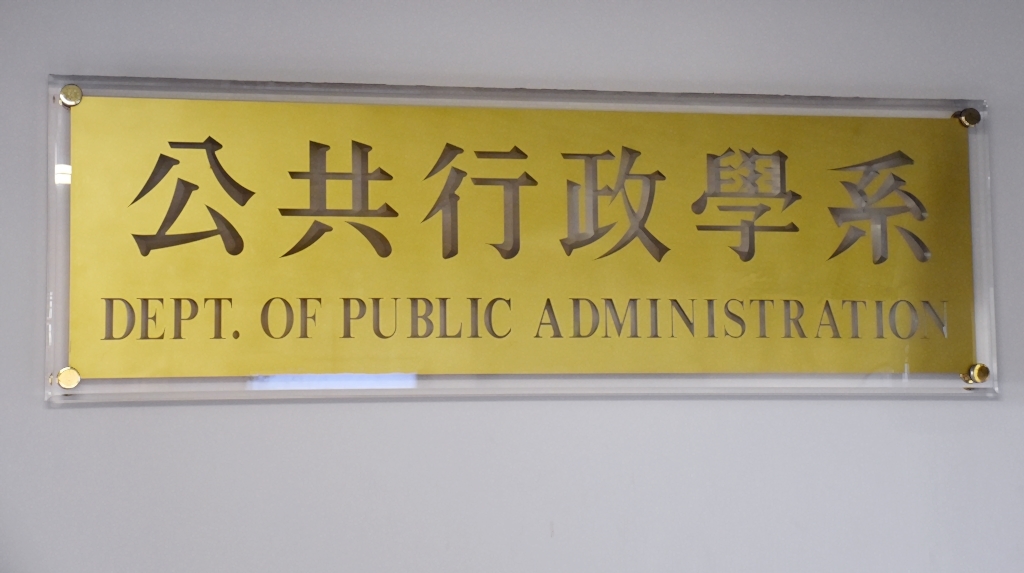 公共行政學系
DEPT. OF PUBLIC ADMINISTRATION